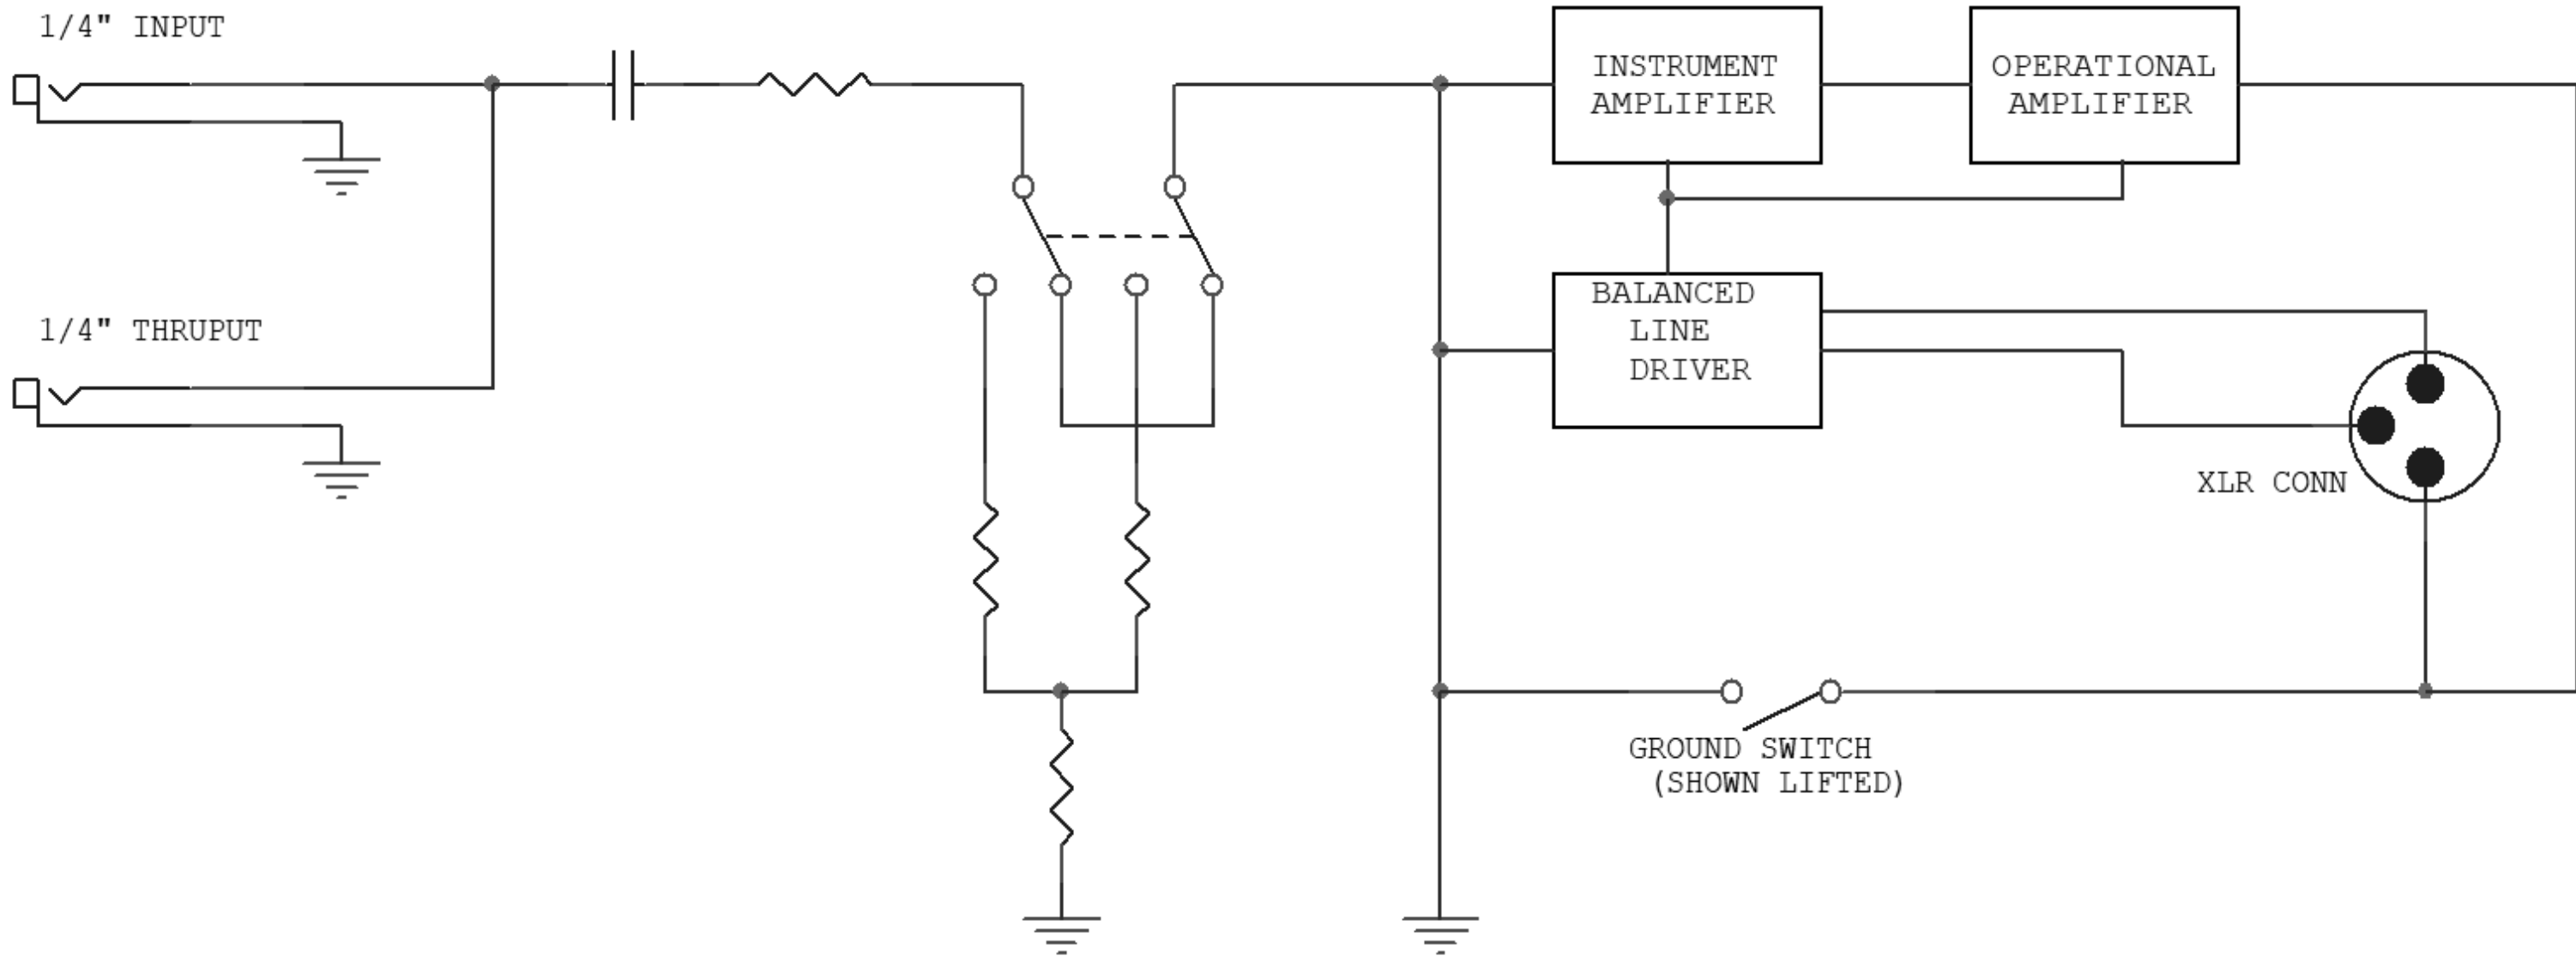 1/4" INPUT
INSTRUMENT
AMPLIFIER
OPERATIONAL
AMPLIFIER
1/4" THRUPUT
BALANCED
LINE
DRIVER
XLR CONN
GROUND SWITCH
(SHOWN LIFTED)